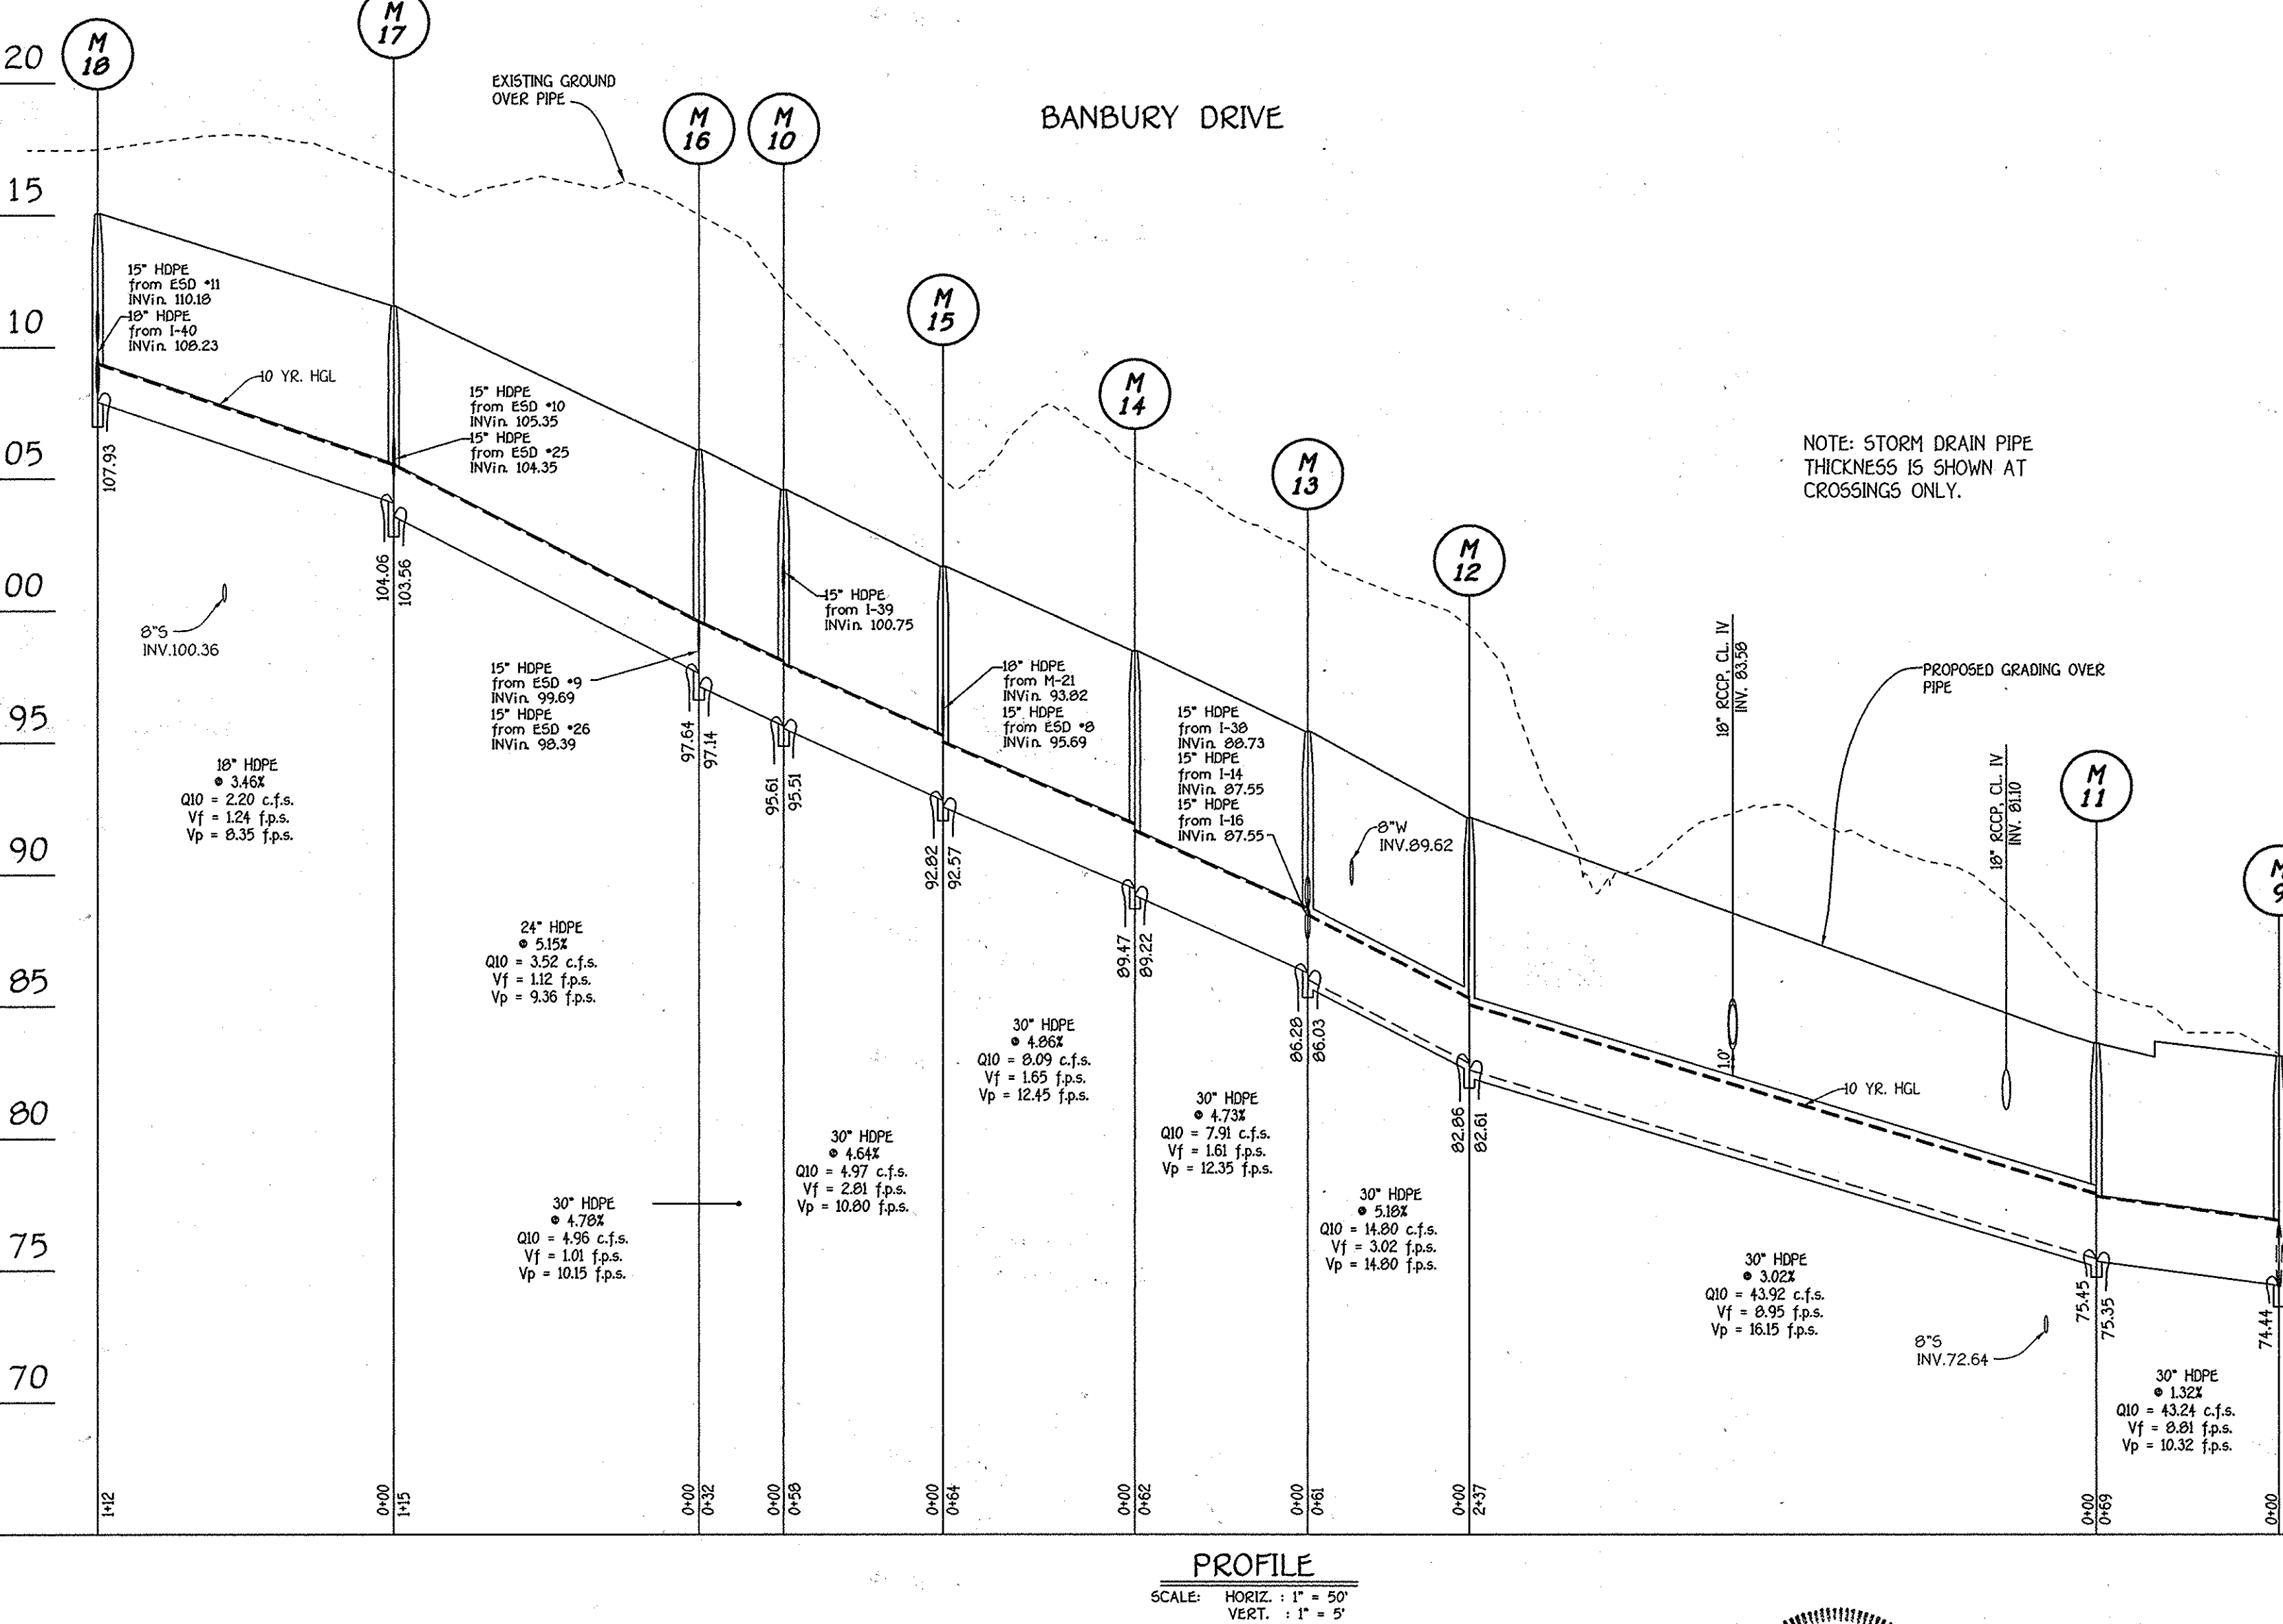 M
18
M
17
EXISTING GROUND
OVER PIPE
M
16
M
10
BANBURY DRIVE
M
15
M
14
M
13
M
12
M
11
M
9
20
15
10
05
00
95
90
85
80
75
70
15" HDPE
from ESD #11
INVin. 110.18
18" HDPE
from I-40
INVin. 108.23
10 YR. HGL
15" HDPE
from ESD #10
INVin. 105.35
15" HDPE
from ESD #25
INVin. 104.35
NOTE: STORM DRAIN PIPE
THICKNESS IS SHOWN AT
CROSSINGS ONLY.
107.93
104.06
103.56
8"S
INV.100.36
15" HDPE
from I-39
INVin. 100.75
15" HDPE
from ESD #9
INVin. 99.69
15" HDPE
from ESD #26
INVin. 98.39
97.64
97.14
95.61
95.51
18" HDPE
from M-21
INVin. 93.82
15" HDPE
from ESD #8
INVin. 95.69
15" HDPE
from I-38
INVin. 88.73
15" HDPE
from I-14
INVin. 87.55
15" HDPE
from I-16
INVin. 87.55
8"W
INV.89.62
18" RCCP, CL. IV
INV. 83.58
PROPOSED GRADING OVER
PIPE
18" RCCP, CL. IV
INV. 81.10
92.82
92.57
89.47
89.22
86.28
86.03
82.86
82.61
1.0'
10 YR. HGL
75.45
75.35
74.44
18" HDPE
@ 3.46%
Q10 = 2.20 c.f.s.
Vf = 1.24 f.p.s.
Vp = 8.35 f.p.s.
24" HDPE
@ 5.15%
Q10 = 3.52 c.f.s.
Vf = 1.12 f.p.s.
Vp = 9.36 f.p.s.
30" HDPE
@ 4.78%
Q10 = 4.96 c.f.s.
Vf = 1.01 f.p.s.
Vp = 10.15 f.p.s.
30" HDPE
@ 4.64%
Q10 = 4.97 c.f.s.
Vf = 2.81 f.p.s.
Vp = 10.80 f.p.s.
30" HDPE
@ 4.86%
Q10 = 8.09 c.f.s.
Vf = 1.65 f.p.s.
Vp = 12.45 f.p.s.
30" HDPE
@ 4.73%
Q10 = 7.91 c.f.s.
Vf = 1.61 f.p.s.
Vp = 12.35 f.p.s.
30" HDPE
@ 5.18%
Q10 = 14.80 c.f.s.
Vf = 3.02 f.p.s.
Vp = 14.80 f.p.s.
30" HDPE
@ 3.02%
Q10 = 43.92 c.f.s.
Vf = 8.95 f.p.s.
Vp = 16.15 f.p.s.
8"S
INV.72.64
30" HDPE
@ 1.32%
Q10 = 43.24 c.f.s.
Vf = 8.81 f.p.s.
Vp = 10.32 f.p.s.
1+12
0+00
1+15
0+00
0+32
0+00
0+58
0+00
0+64
0+00
0+62
0+00
0+61
0+00
2+37
0+00
0+69
0+00
PROFILE
SCALE: HORIZ. : 1" = 50'
VERT. : 1" = 5'